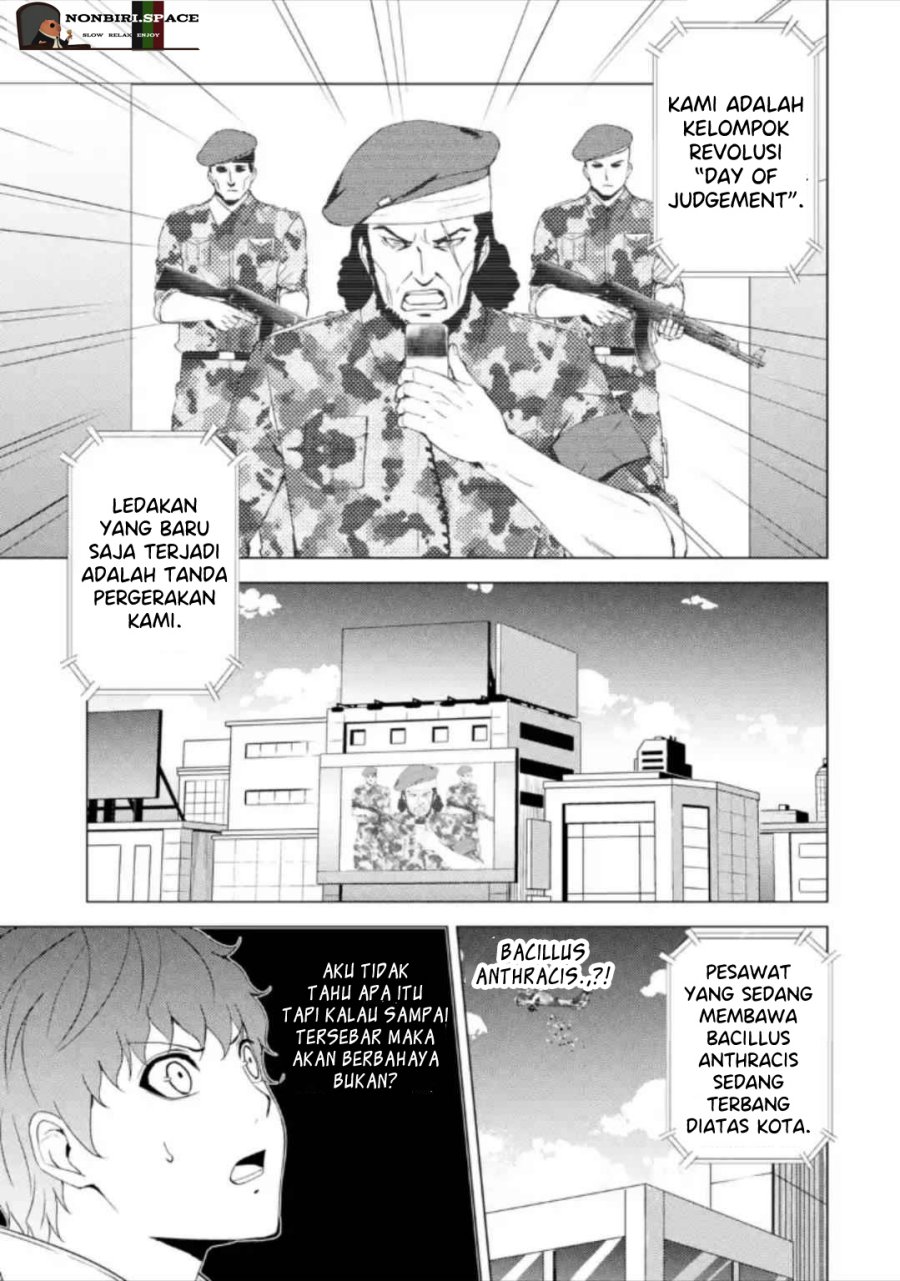 NONBIRI.SPACE
SLOW RELAX ENJOY
KAMI ADALAH
KELOMPOK
REVOLUSI
"DAY OF
JUDGEMENT".
LEDAKAN
YANG BARU
SAJA TERJADI
ADALAH TANDA
PERGERAKAN
KAMI.
PESAWAT
YANG SEDANG
MEMBAWA
BACILLUS
ANTHRACIS
SEDANG
TERBANG
DIATAS KOTA.
BACILLUS
ANTHRACIS.,?!
AKU TIDAK
TAHU APA ITU
TAPI KALAU SAMPAI
TERSEBAR MAKA
AKAN BERBAHAYA
BUKAN?